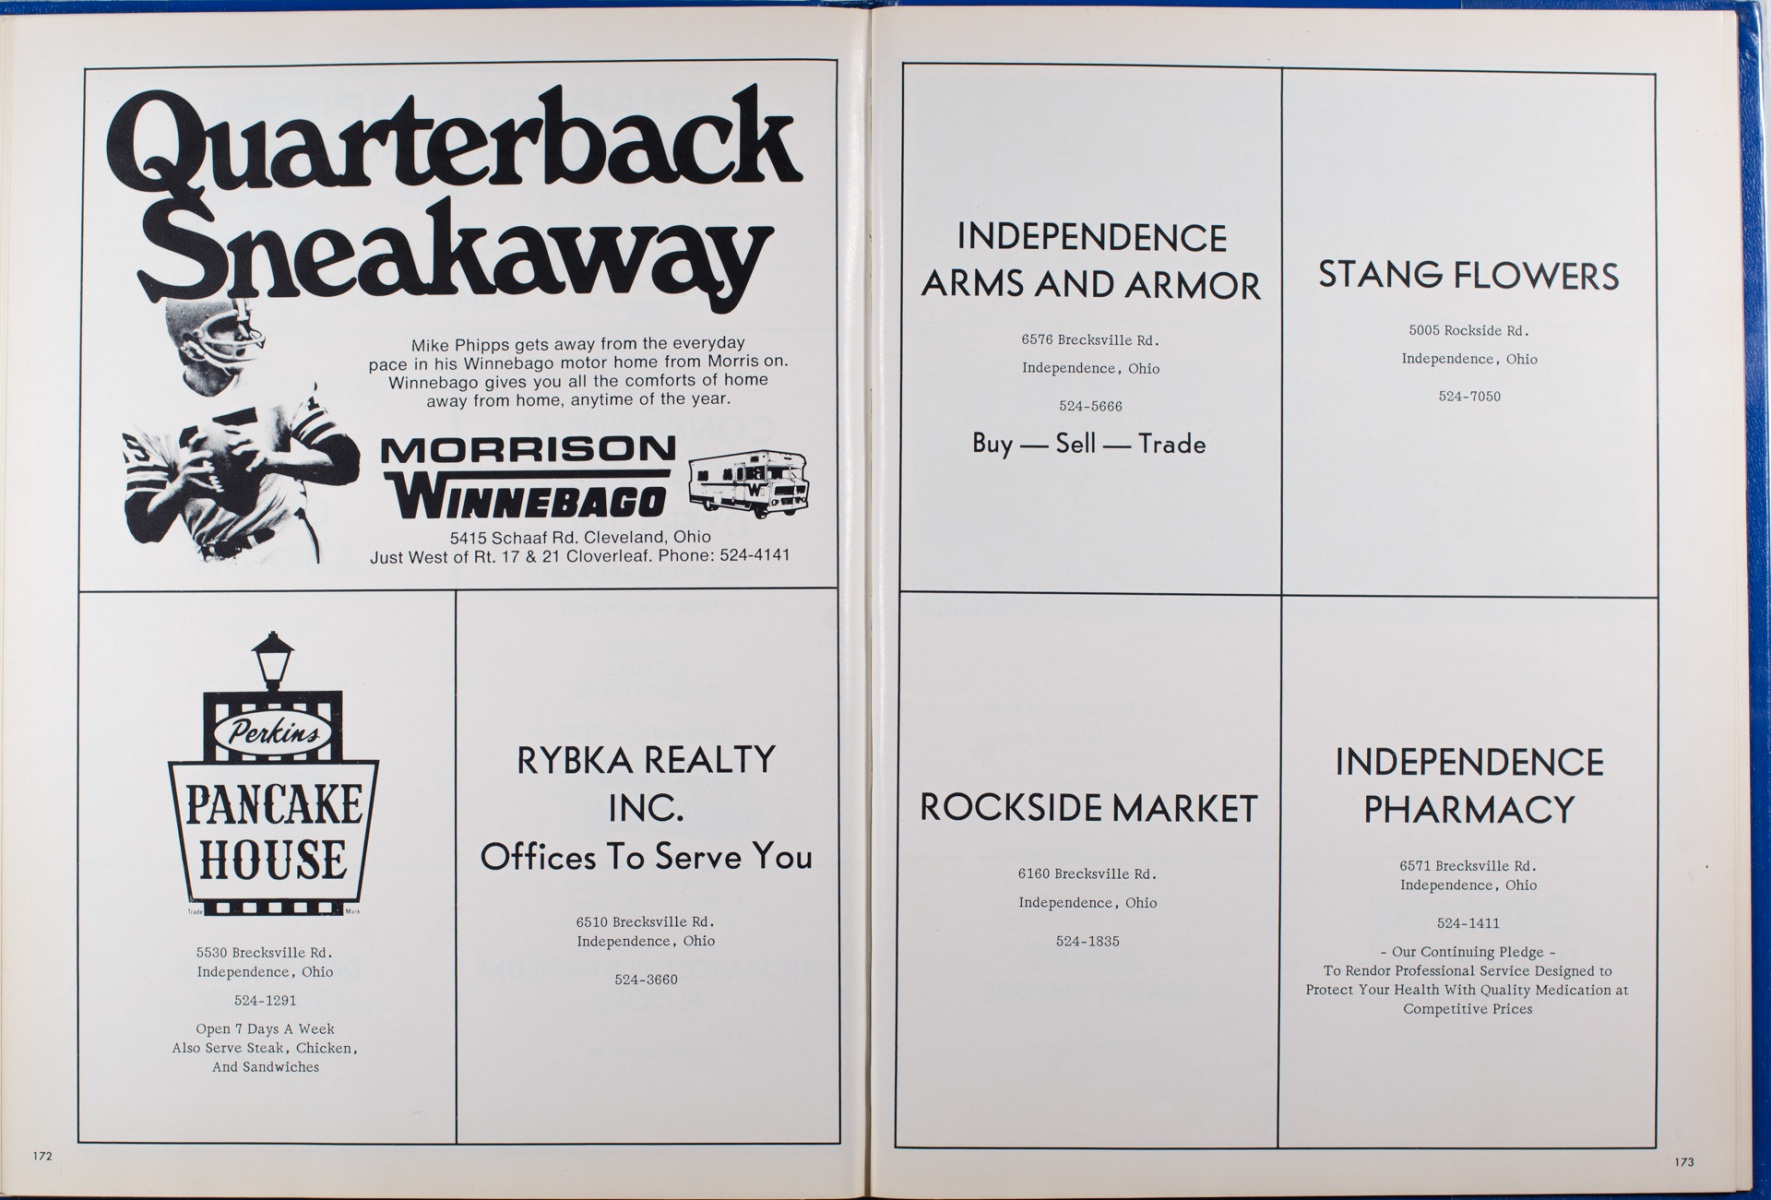 Quarterback
Sneakaway
Mike Phipps gets away from the everyday
pace in his Winnebago motor home from Morris on.
Winnebago gives you all the comforts of home
away from home, anytime of the year.
MORRISON
WINNEBAGO
W
5415 Schaaf Rd. Cleveland, Ohio
Just West of Rt. 17 & 21 Cloverleaf. Phone: 524-4141
Perkins
PANCAKE
HOUSE
Trade Mark
5530 Brecksville Rd.
Independence, Ohio
524-1291
Open 7 Days A Week
Also Serve Steak, Chicken,
And Sandwiches
RYBKA REALTY
INC.
Offices To Serve You
6510 Brecksville Rd.
Independence, Ohio
524-3660
172
INDEPENDENCE
ARMS AND ARMOR
6576 Brecksville Rd.
Independence, Ohio
524-5666
Buy — Sell — Trade
STANG FLOWERS
5005 Rockside Rd.
Independence, Ohio
524-7050
ROCKSIDE MARKET
6160 Brecksville Rd.
Independence, Ohio
524-1835
INDEPENDENCE
PHARMACY
6571 Brecksville Rd.
Independence, Ohio
524-1411
- Our Continuing Pledge -
To Rendor Professional Service Designed to
Protect Your Health With Quality Medication at
Competitive Prices
173